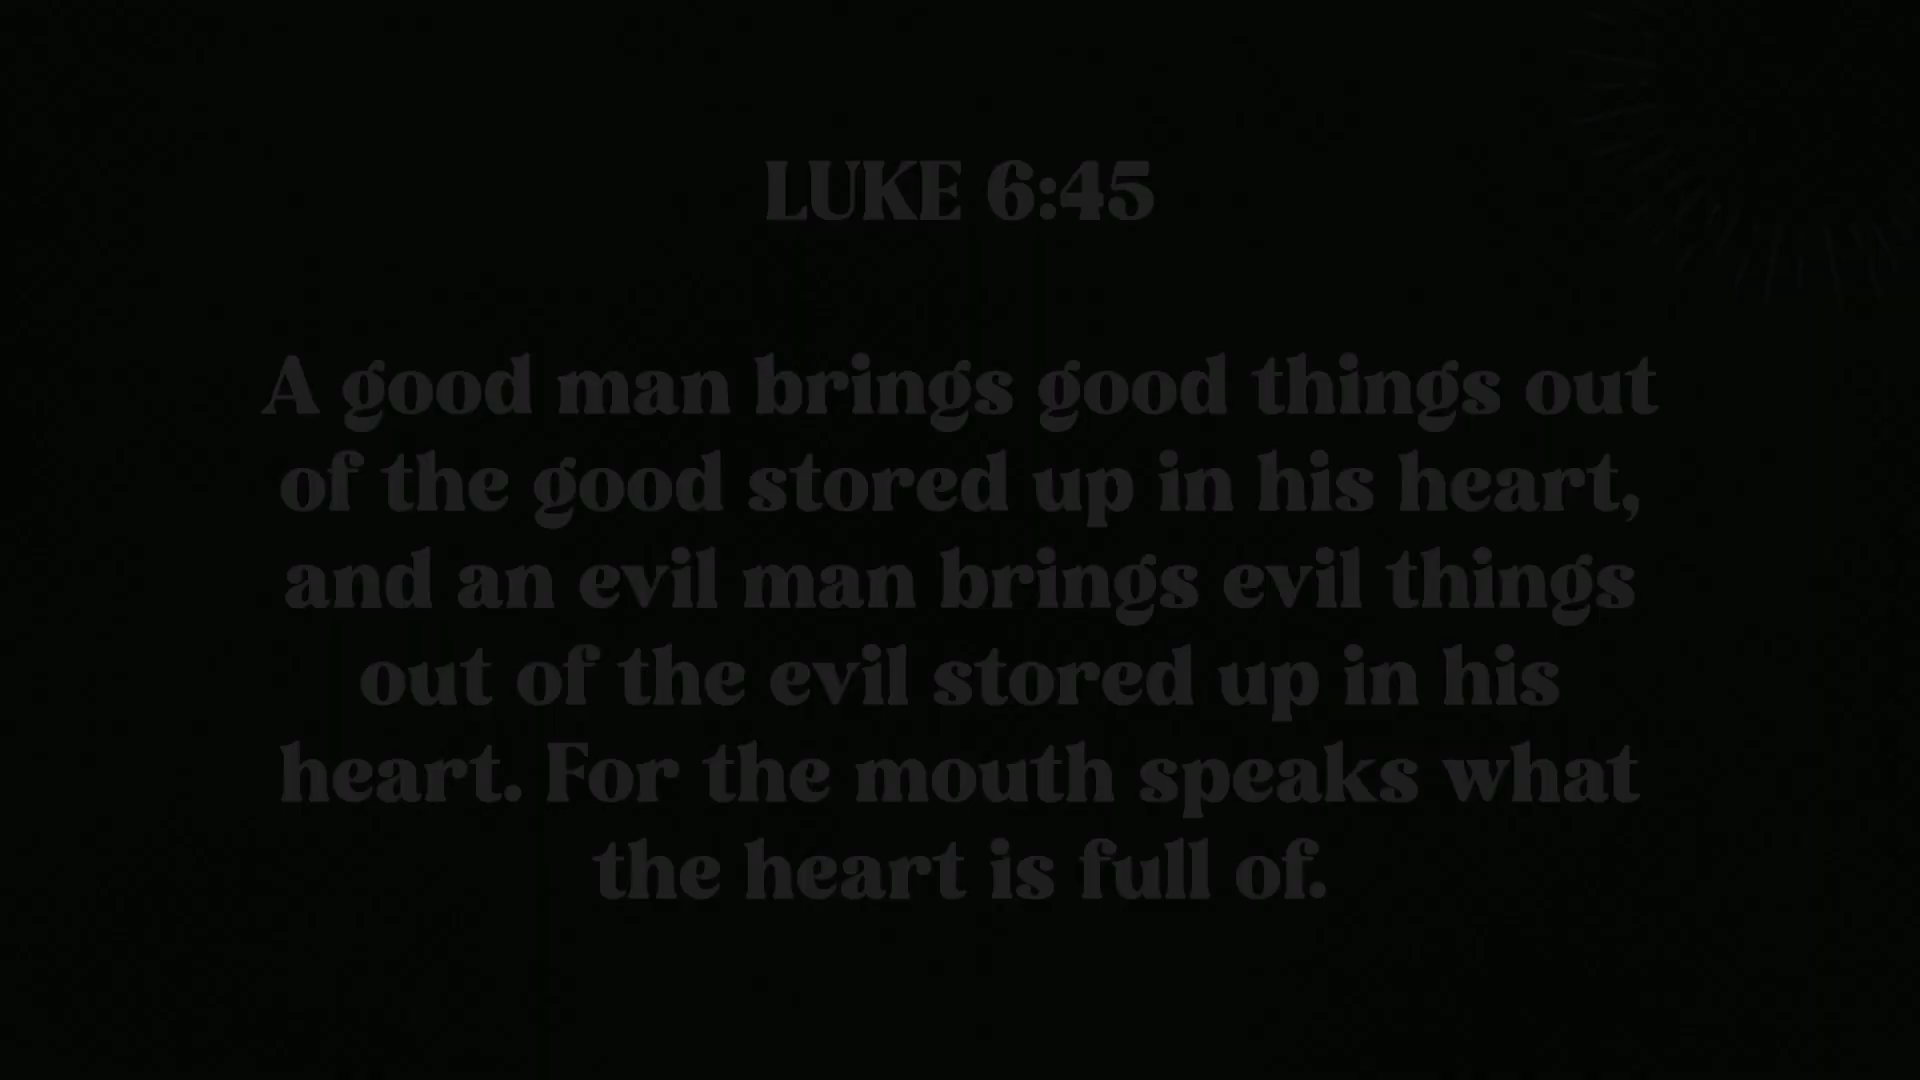 LUKE 6:45
A good man brings good things out
of the good stored up in his heart,
and an evil man brings evil things
out of the evil stored up in his
heart. For the mouth speaks what
the heart is full of.